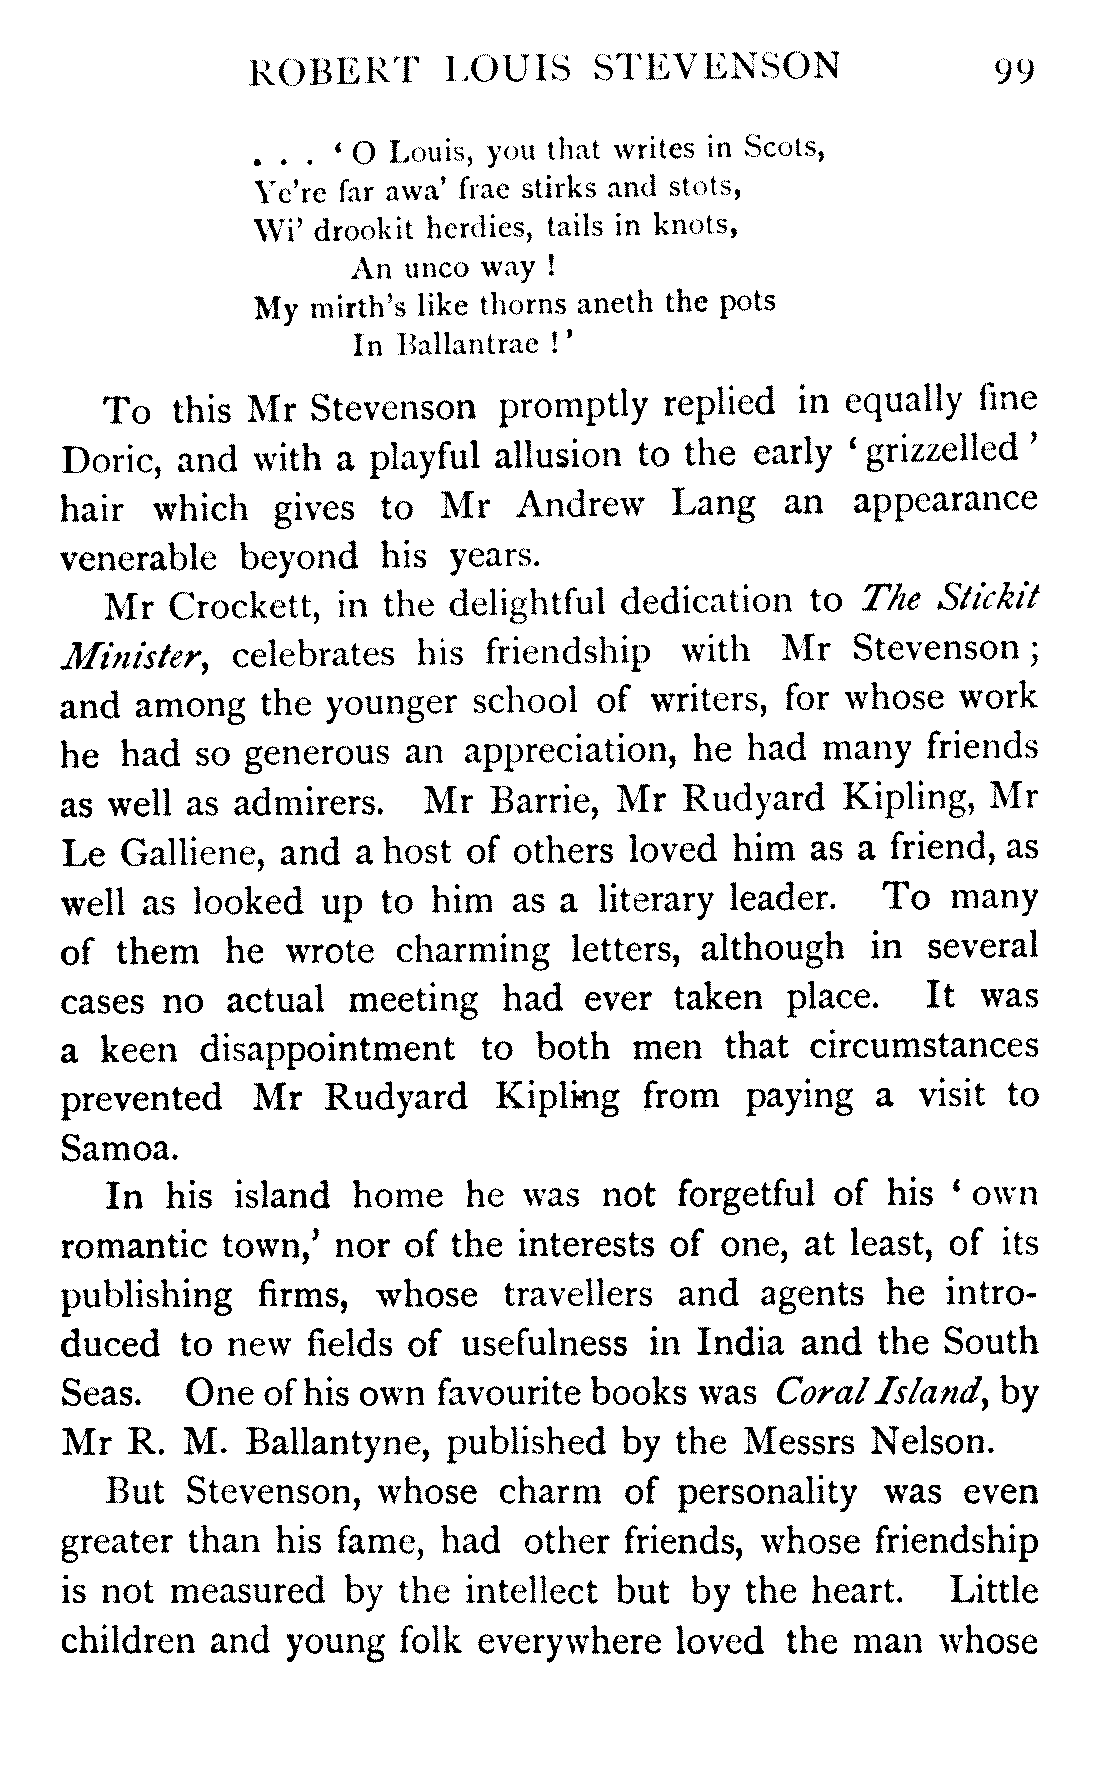 ROBERT LOUIS STEVENSON 99
. . . ‘ O Louis, you that writes in Scots,
Ye’re far awa’ frae stirks and stots,
Wi’ drookit herdies, tails in knots,
An unco way !
My mirth’s like thorns aneth the pots
In Ballantrae ! ’
To this Mr Stevenson promptly replied in equally fine
Doric, and with a playful allusion to the early ‘ grizzelled ’
hair which gives to Mr Andrew Lang an appearance
venerable beyond his years.
Mr Crockett, in the delightful dedication to The Stickit
Minister, celebrates his friendship with Mr Stevenson ;
and among the younger school of writers, for whose work
he had so generous an appreciation, he had many friends
as well as admirers. Mr Barrie, Mr Rudyard Kipling, Mr
Le Galliene, and a host of others loved him as a friend, as
well as looked up to him as a literary leader. To many
of them he wrote charming letters, although in several
cases no actual meeting had ever taken place. It was
a keen disappointment to both men that circumstances
prevented Mr Rudyard Kipling from paying a visit to
Samoa.
In his island home he was not forgetful of his ‘ own
romantic town,’ nor of the interests of one, at least, of its
publishing firms, whose travellers and agents he intro-
duced to new fields of usefulness in India and the South
Seas. One of his own favourite books was Coral Island, by
Mr R. M. Ballantyne, published by the Messrs Nelson.
But Stevenson, whose charm of personality was even
greater than his fame, had other friends, whose friendship
is not measured by the intellect but by the heart. Little
children and young folk everywhere loved the man whose